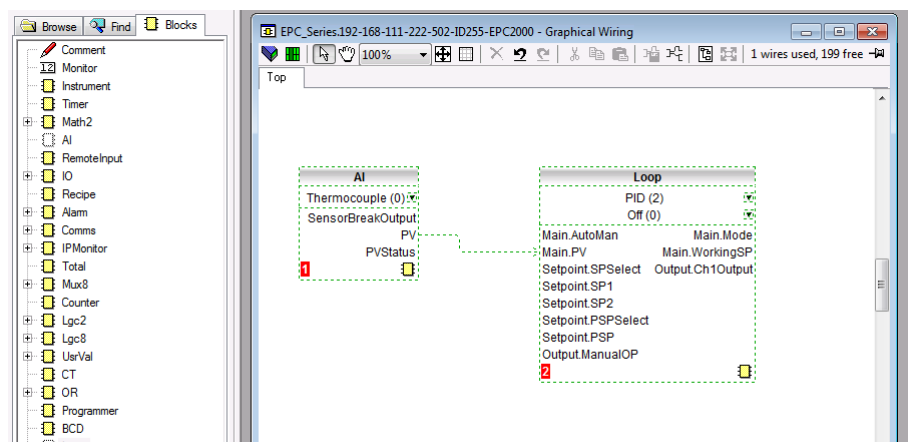 Browse Find Blocks
Comment
12 Monitor
Instrument
Timer
Math2
AI
RemoteInput
IO
Recipe
Alarm
Comms
IPMonitor
Total
Mux8
Counter
Lgc2
Lgc8
UsrVal
CT
OR
Programmer
BCD
EPC_Series.192-168-111-222-502-ID255-EPC2000 - Graphical Wiring
100% 1 wires used, 199 free
Top
AI
Thermocouple (0)
SensorBreakOutput
PV
PVStatus
1
Loop
PID (2)
Off (0)
Main.AutoMan Main.Mode
Main.PV Main.WorkingSP
Setpoint.SPSelect Output.Ch1Output
Setpoint.SP1
Setpoint.SP2
Setpoint.PSPSelect
Setpoint.PSP
Output.ManualOP
2